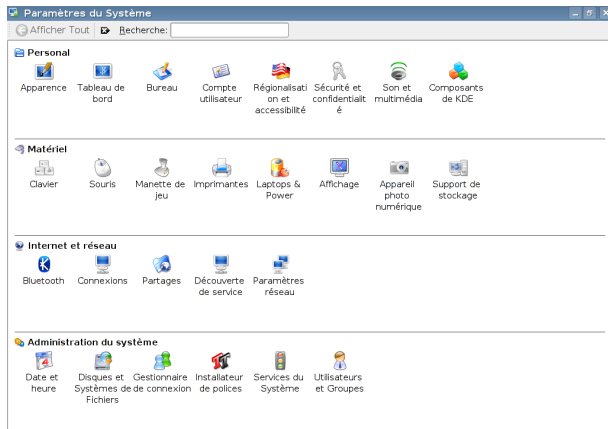 Paramètres du Système
Afficher Tout Recherche:
Personal
Apparence Tableau de bord Bureau Compte utilisateur Régionalisati on et accessibilité Sécurité et confidentialit é Son et multimédia Composants de KDE
Matériel
Clavier Souris Manette de jeu Imprimantes Laptops & Power Affichage Appareil photo numérique Support de stockage
Internet et réseau
Bluetooth Connexions Partages Découverte de service Paramètres réseau
Administration du système
Date et heure Disques et Systèmes de Fichiers Gestionnaire de connexion Installateur de polices Services du Système Utilisateurs et Groupes